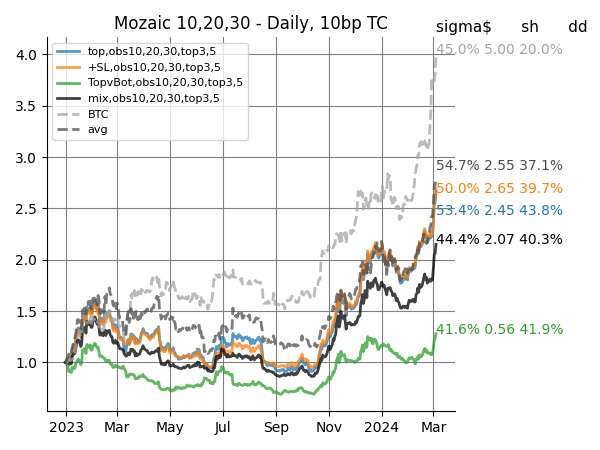 Mozaic 10,20,30 - Daily, 10bp TC
sigma$ sh dd
top,obs10,20,30,top3,5
+SL,obs10,20,30,top3,5
TopvBot,obs10,20,30,top3,5
mix,obs10,20,30,top3,5
BTC
avg
45.0% 5.00 20.0%
54.7% 2.55 37.1%
50.0% 2.65 39.7%
53.4% 2.45 43.8%
44.4% 2.07 40.3%
41.6% 0.56 41.9%
4.0
3.5
3.0
2.5
2.0
1.5
1.0
2023 Mar May Jul Sep Nov 2024 Mar